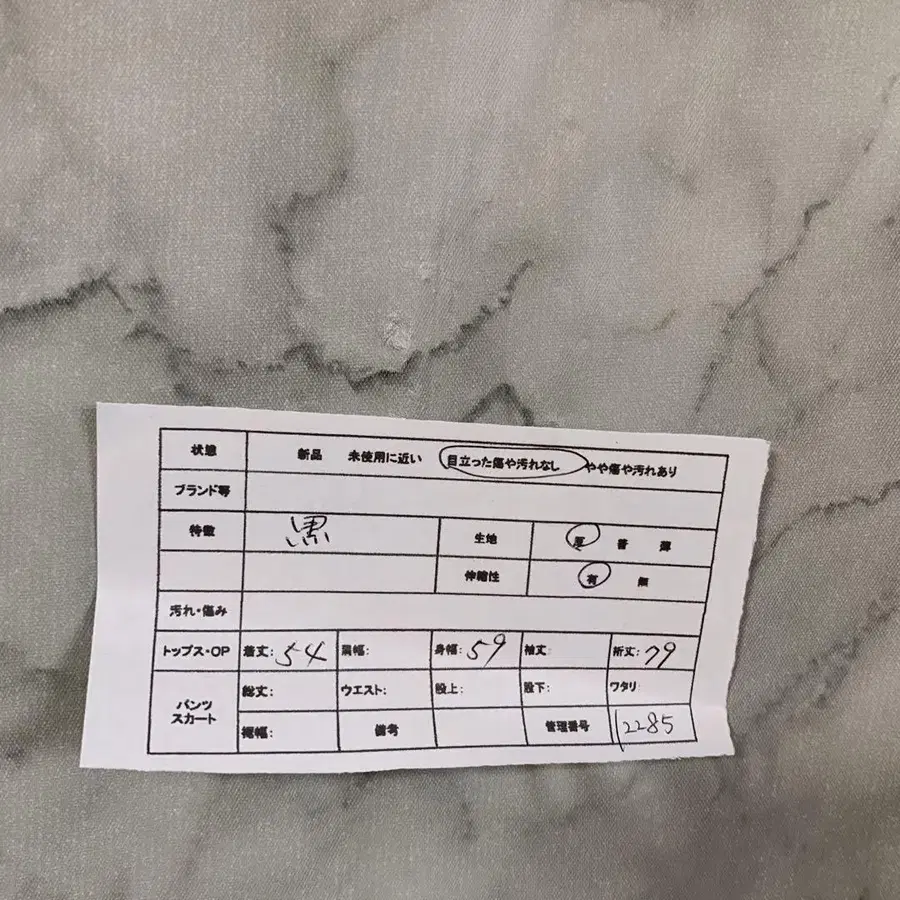 状態 新品 未使用に近い 目立った傷や汚れなし やや傷や汚れあり
ブランド等
特徴 黒 生地 厚 普 薄
伸縮性 有 無
汚れ・傷み
トップス・OP 着丈:54 肩幅: 身幅:59 袖丈: 裄丈:79
パンツ スカート 総丈: ウエスト: 股上: 股下: ワタリ:
裾幅: 備考 管理番号 12285